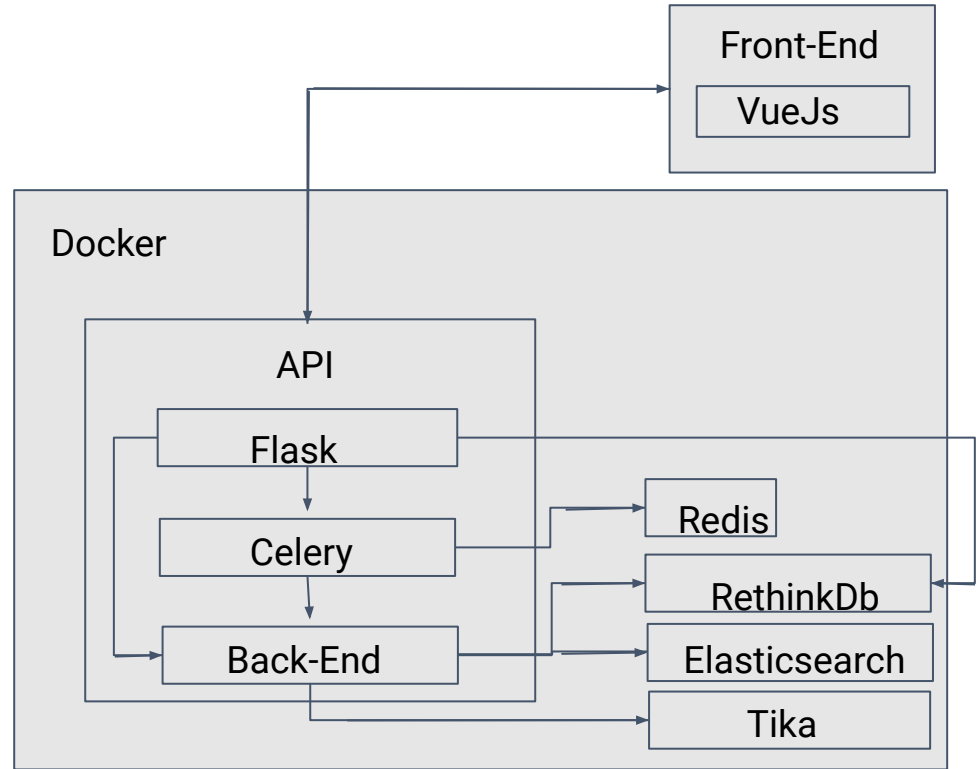 Front-End
VueJs
Docker
API
Flask
Celery
Back-End
Redis
RethinkDb
Elasticsearch
Tika